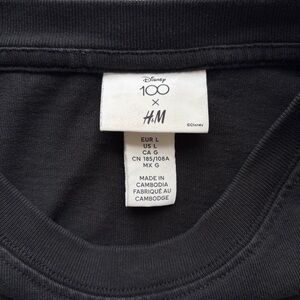 Disney
100
×
H&M
©Disney
EUR L
US L
CA G
CN 185/108A
MX G
MADE IN
CAMBODIA
FABRIQUÉ AU
CAMBODGE